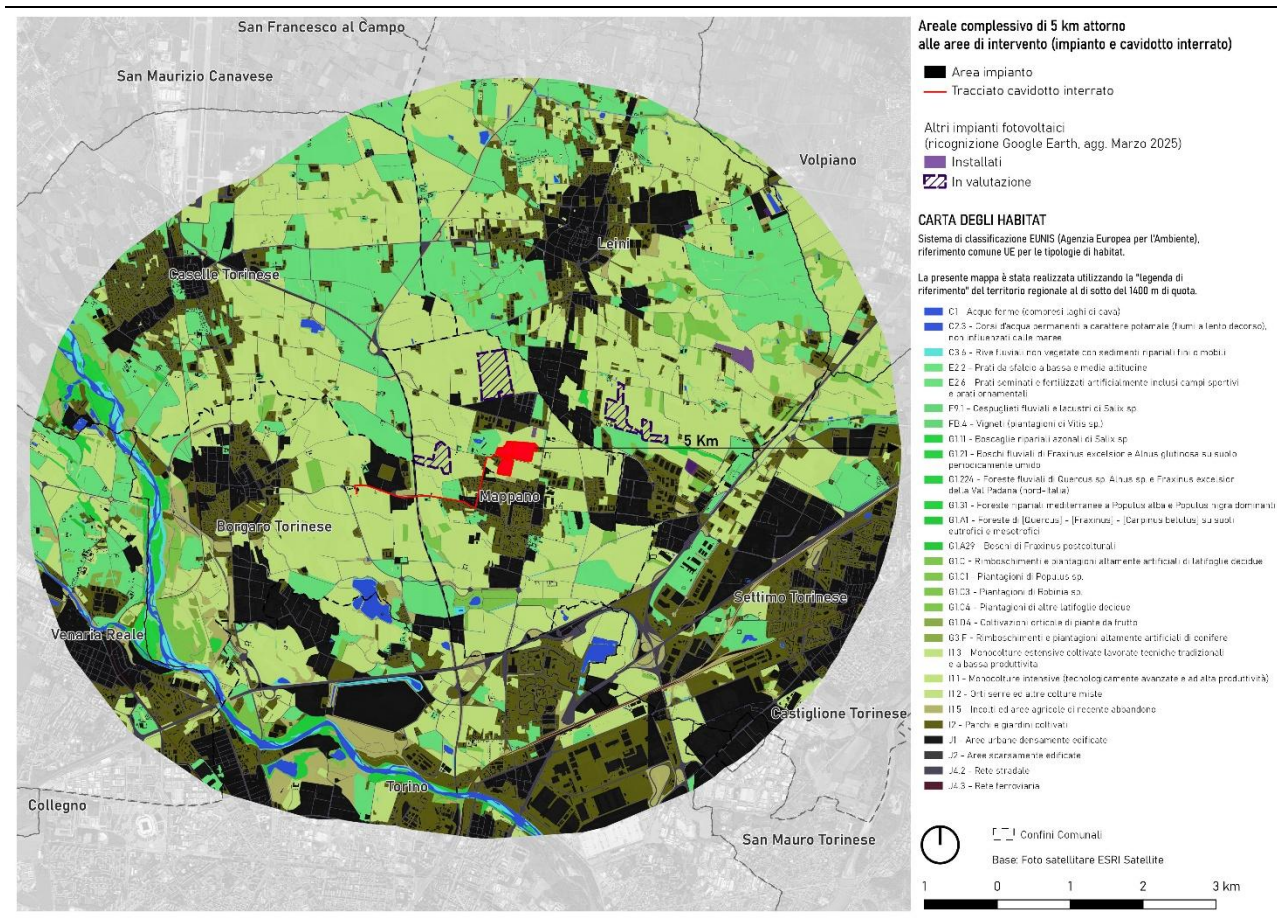 San Francesco al Campo
San Maurizio Canavese
Volpiano
Leini
Caselle Torinese
5 Km
Mappano
Borgaro Torinese
Settimo Torinese
Venaria Reale
Castiglione Torinese
Torino
Collegno
San Mauro Torinese
Areale complessivo di 5 km attorno
alle aree di intervento (impianto e cavidotto interrato)
Area impianto
Tracciato cavidotto interrato
Altri impianti fotovoltaici
(ricognizione Google Earth, agg. Marzo 2025)
Installati
In valutazione
CARTA DEGLI HABITAT
Sistema di classificazione EUNIS (Agenzia Europea per l'Ambiente),
riferimento comune UE per le tipologie di habitat.
La presente mappa è stata realizzata utilizzando la "legenda di
riferimento" del territorio regionale al di sotto del 1400 m di quota.
C1 - Acque ferme (compresi laghi di cava)
C2.3 - Corsi d'acqua permanenti a carattere potamale (fiumi a lento decorso),
non influenzati dalle maree
C3.6 - Rive fluviali non vegetate con sedimenti ripariali fini o mobili
E2.2 - Prati da sfalcio a bassa e media altitudine
E2.6 - Prati seminati e fertilizzati artificialmente inclusi campi sportivi
e prati ornamentali
F9.1 - Cespuglieti fluviali e lacustri di Salix sp.
FB.4 - Vigneti (piantagioni di Vitis sp.)
G1.11 - Boscaglie ripariali azonali di Salix sp
G1.21 - Boschi fluviali di Fraxinus excelsior e Alnus glutinosa su suolo
periodicamente umido
G1.224 - Foreste fluviali di Quercus sp. Alnus sp. e Fraxinus excelsior
della Val Padana (nord-Italia)
G1.31 - Foreste ripariali mediterranee a Populus alba e Populus nigra dominanti
G1.A1 - Foreste di [Quercus] - [Fraxinus] - [Carpinus betulus] su suoli
eutrofici e mesotrofici
G1.A29 - Boschi di Fraxinus postcolturali
G1.C - Rimboschimenti e piantagioni altamente artificiali di latifoglie decidue
G1.C1 - Piantagioni di Populus sp.
G1.C3 - Piantagioni di Robinia sp.
G1.C4 - Piantagioni di altre latifoglie decidue
G1.D4 - Coltivazioni orticole di piante da frutto
G3.F - Rimboschimenti e piantagioni altamente artificiali di conifere
I1.3 - Monocolture estensive coltivate lavorate tecniche tradizionali
e a bassa produttività
I1.1 - Monocolture intensive (tecnologicamente avanzate e ad alta produttività)
I1.2 - Orti serre ed altre colture miste
I1.5 - Incolti ed aree agricole di recente abbandono
I2 - Parchi e giardini coltivati
J1 - Aree urbane densamente edificate
J2 - Aree scarsamente edificate
J4.2 - Rete stradale
J4.3 - Rete ferroviaria
Confini Comunali
Base: Foto satellitare ESRI Satellite
1 0 1 2 3 km